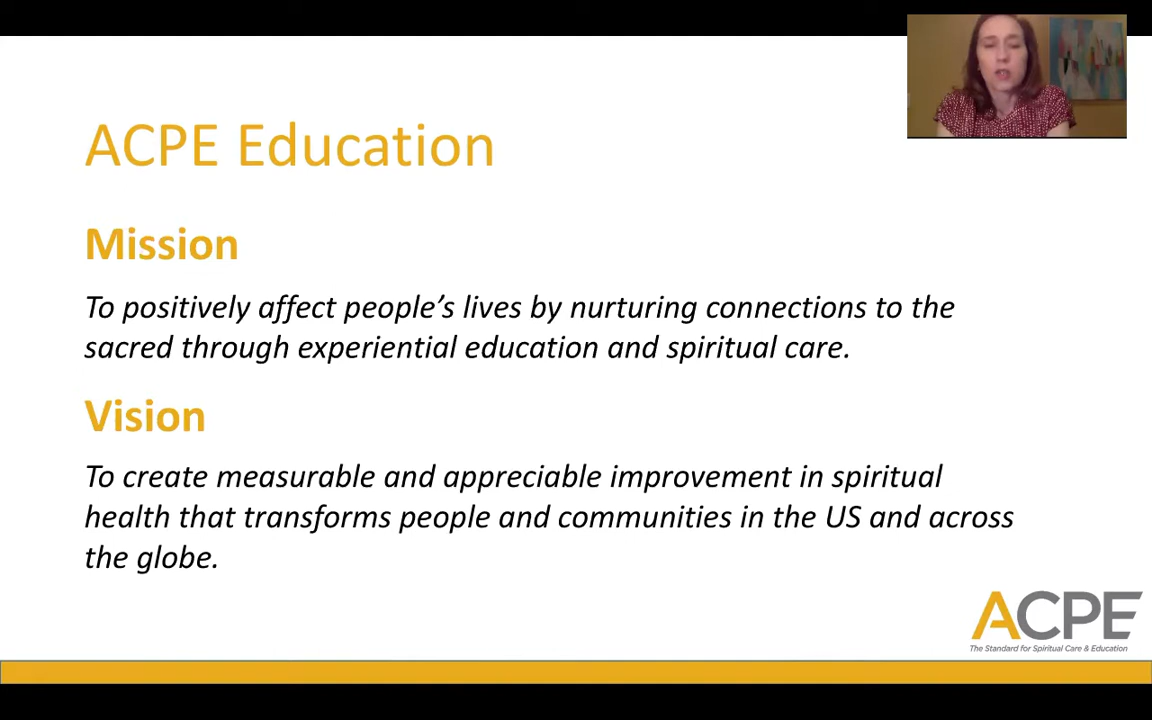 ACPE Education
Mission
To positively affect people’s lives by nurturing connections to the
sacred through experiential education and spiritual care.
Vision
To create measurable and appreciable improvement in spiritual
health that transforms people and communities in the US and across
the globe.
ACPE
The Standard for Spiritual Care & Education